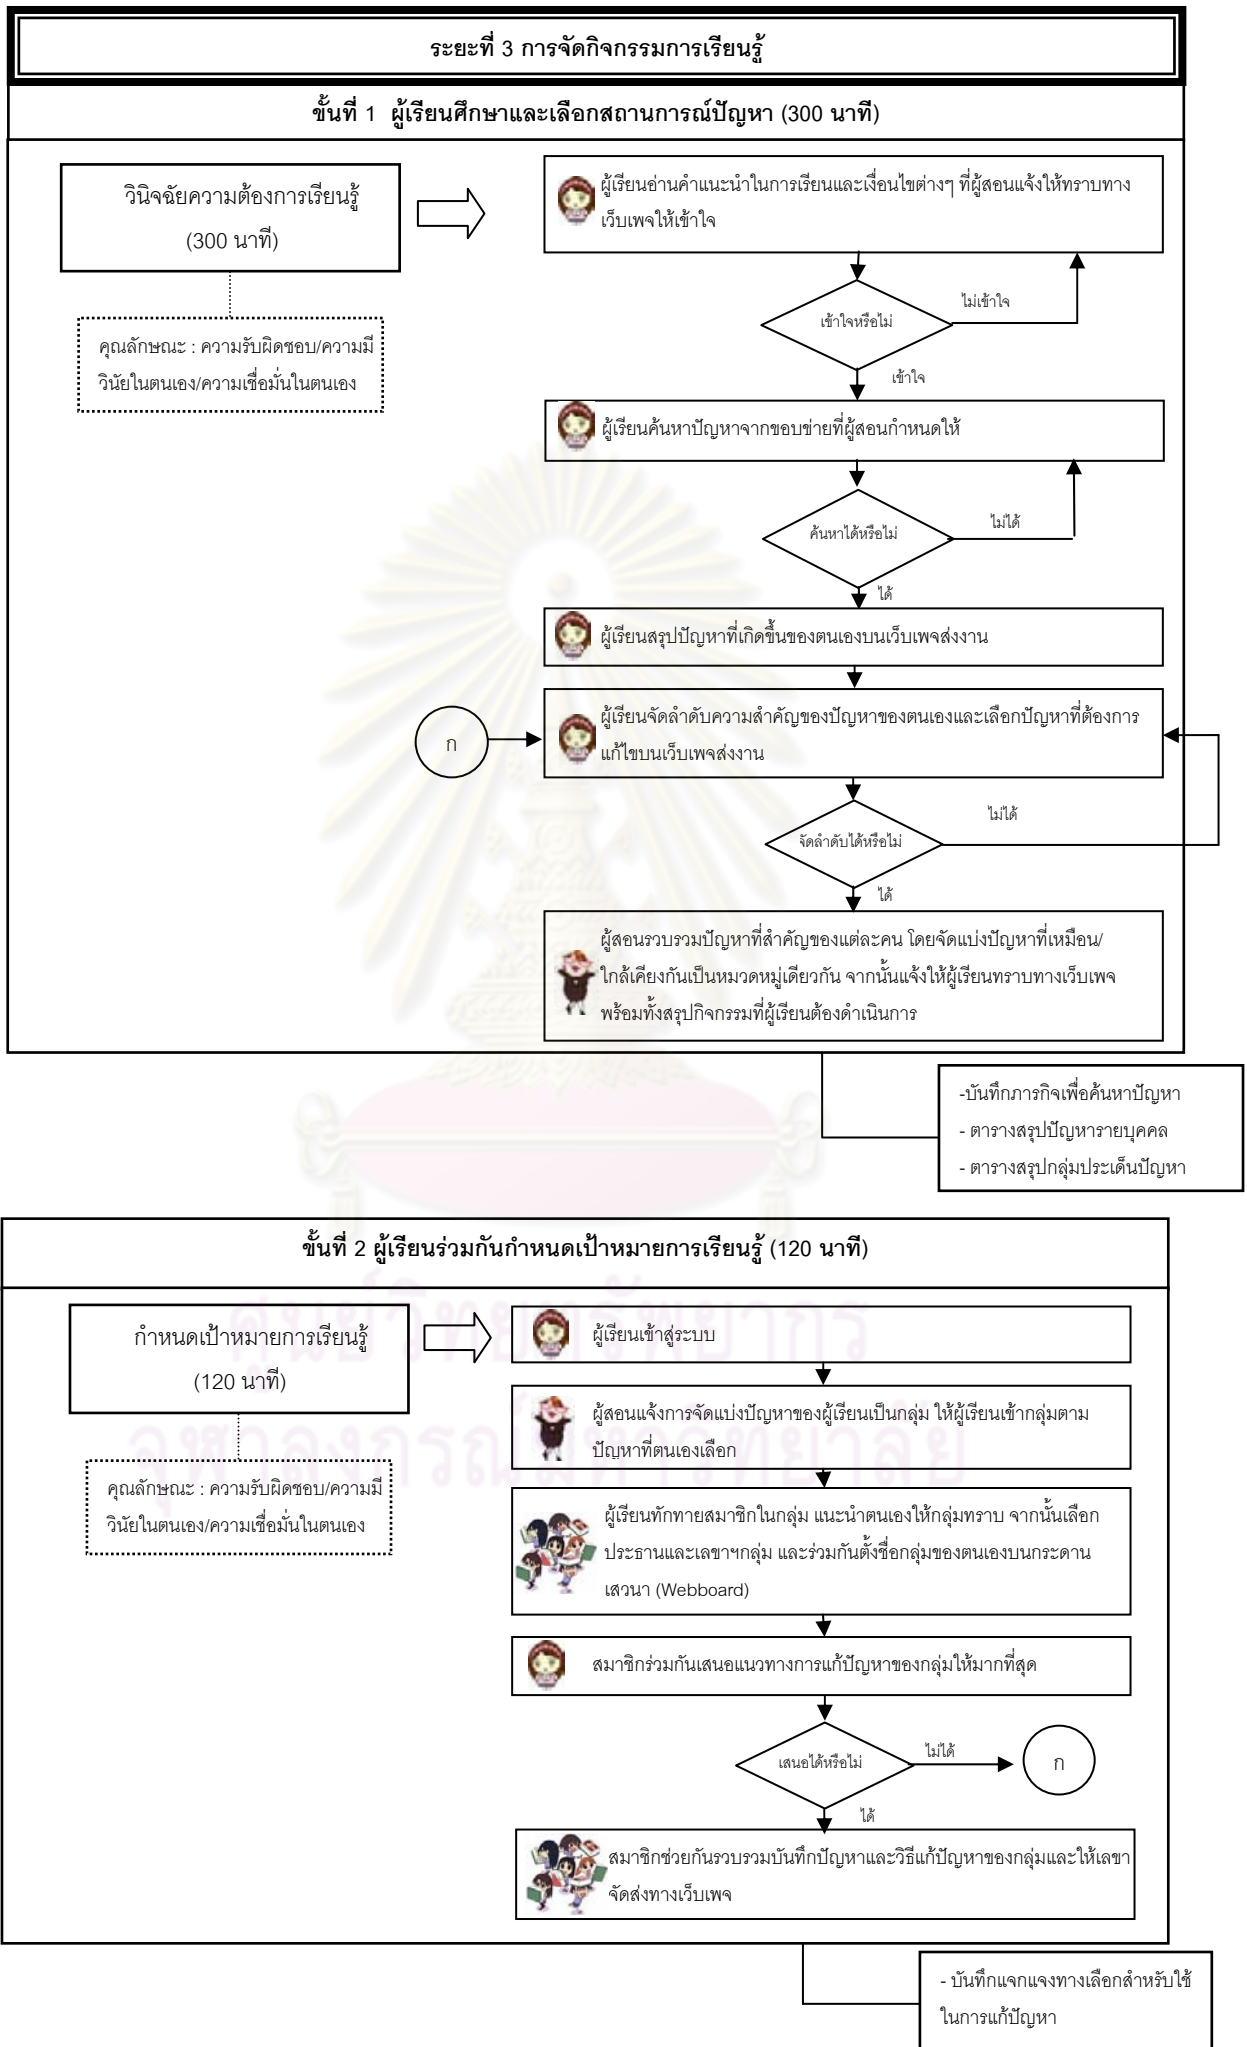 ระยะที่ 3 การจัดกิจกรรมการเรียนรู้
ขั้นที่ 1 ผู้เรียนศึกษาและเลือกสถานการณ์ปัญหา (300 นาที)
วินิจฉัยความต้องการเรียนรู้
(300 นาที)
คุณลักษณะ : ความรับผิดชอบ/ความมี
วินัยในตนเอง/ความเชื่อมั่นในตนเอง
ผู้เรียนอ่านคำแนะนำในการเรียนและเงื่อนไขต่างๆ ที่ผู้สอนแจ้งให้ทราบทาง
เว็บเพจให้เข้าใจ
เข้าใจหรือไม่
ไม่เข้าใจ
เข้าใจ
ผู้เรียนค้นหาปัญหาจากขอบข่ายที่ผู้สอนกำหนดให้
ค้นหาได้หรือไม่
ไม่ได้
ได้
ผู้เรียนสรุปปัญหาที่เกิดขึ้นของตนเองบนเว็บเพจส่งงาน
ก
ผู้เรียนจัดลำดับความสำคัญของปัญหาของตนเองและเลือกปัญหาที่ต้องการ
แก้ไขบนเว็บเพจส่งงาน
จัดลำดับได้หรือไม่
ไม่ได้
ได้
ผู้สอนรวบรวมปัญหาที่สำคัญของแต่ละคน โดยจัดแบ่งปัญหาที่เหมือน/
ใกล้เคียงกันเป็นหมวดหมู่เดียวกัน จากนั้นแจ้งให้ผู้เรียนทราบทางเว็บเพจ
พร้อมทั้งสรุปกิจกรรมที่ผู้เรียนต้องดำเนินการ
-บันทึกภารกิจเพื่อค้นหาปัญหา
- ตารางสรุปปัญหารายบุคคล
- ตารางสรุปกลุ่มประเด็นปัญหา
ขั้นที่ 2 ผู้เรียนร่วมกันกำหนดเป้าหมายการเรียนรู้ (120 นาที)
กำหนดเป้าหมายการเรียนรู้
(120 นาที)
คุณลักษณะ : ความรับผิดชอบ/ความมี
วินัยในตนเอง/ความเชื่อมั่นในตนเอง
ผู้เรียนเข้าสู่ระบบ
ผู้สอนแจ้งการจัดแบ่งปัญหาของผู้เรียนเป็นกลุ่ม ให้ผู้เรียนเข้ากลุ่มตาม
ปัญหาที่ตนเองเลือก
ผู้เรียนทักทายสมาชิกในกลุ่ม แนะนำตนเองให้กลุ่มทราบ จากนั้นเลือก
ประธานและเลขาฯกลุ่ม และร่วมกันตั้งชื่อกลุ่มของตนเองบนกระดาน
เสวนา (Webboard)
สมาชิกร่วมกันเสนอแนวทางการแก้ปัญหาของกลุ่มให้มากที่สุด
เสนอได้หรือไม่
ไม่ได้
ก
ได้
สมาชิกช่วยกันรวบรวมบันทึกปัญหาและวิธีแก้ปัญหาของกลุ่มและให้เลขา
จัดส่งทางเว็บเพจ
- บันทึกแจกแจงทางเลือกสำหรับใช้
ในการแก้ปัญหา
ศูนย์วิทยทรัพยากร
จุฬาลงกรณ์มหาวิทยาลัย